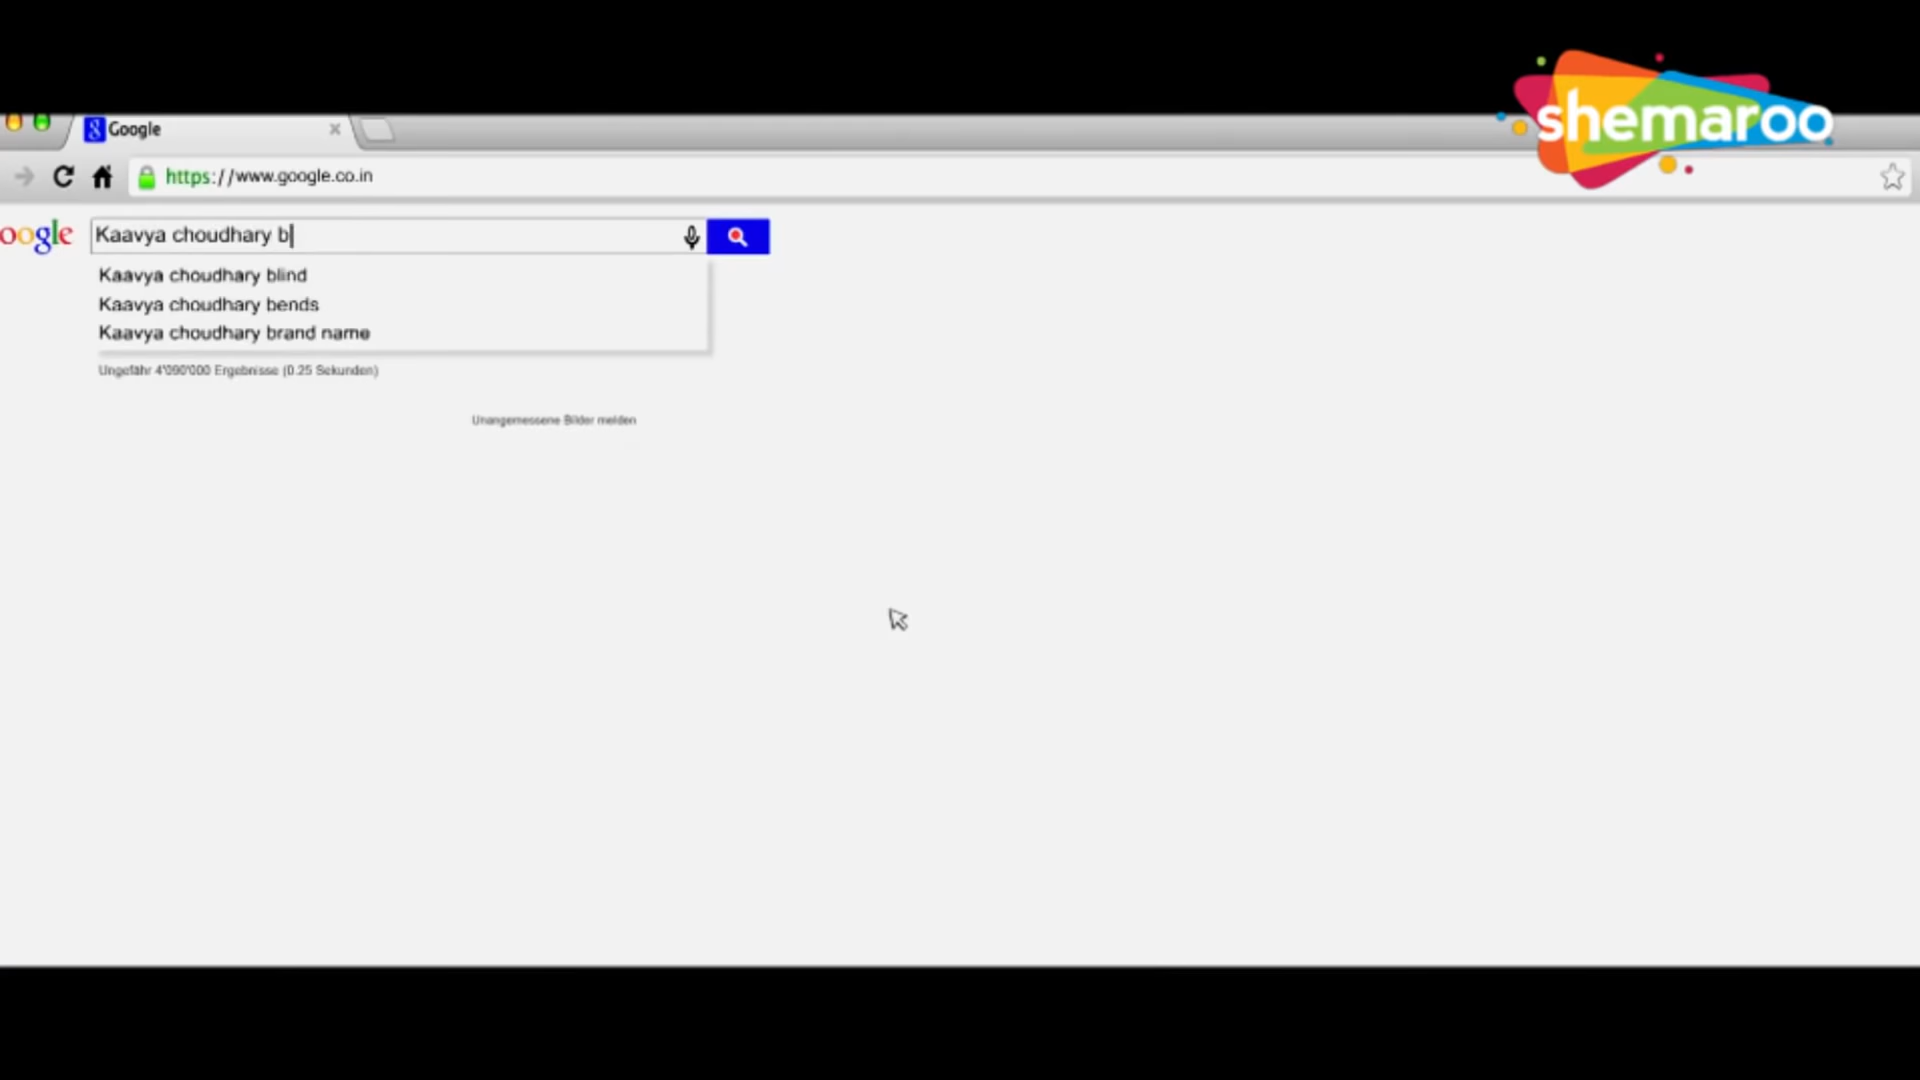 shemaroo
Google
https://www.google.co.in
oogle
Kaavya choudhary b
Kaavya choudhary blind
Kaavya choudhary bends
Kaavya choudhary brand name
Ungefähr 4'090'000 Ergebnisse (0.25 Sekunden)
Unangemessene Bilder melden